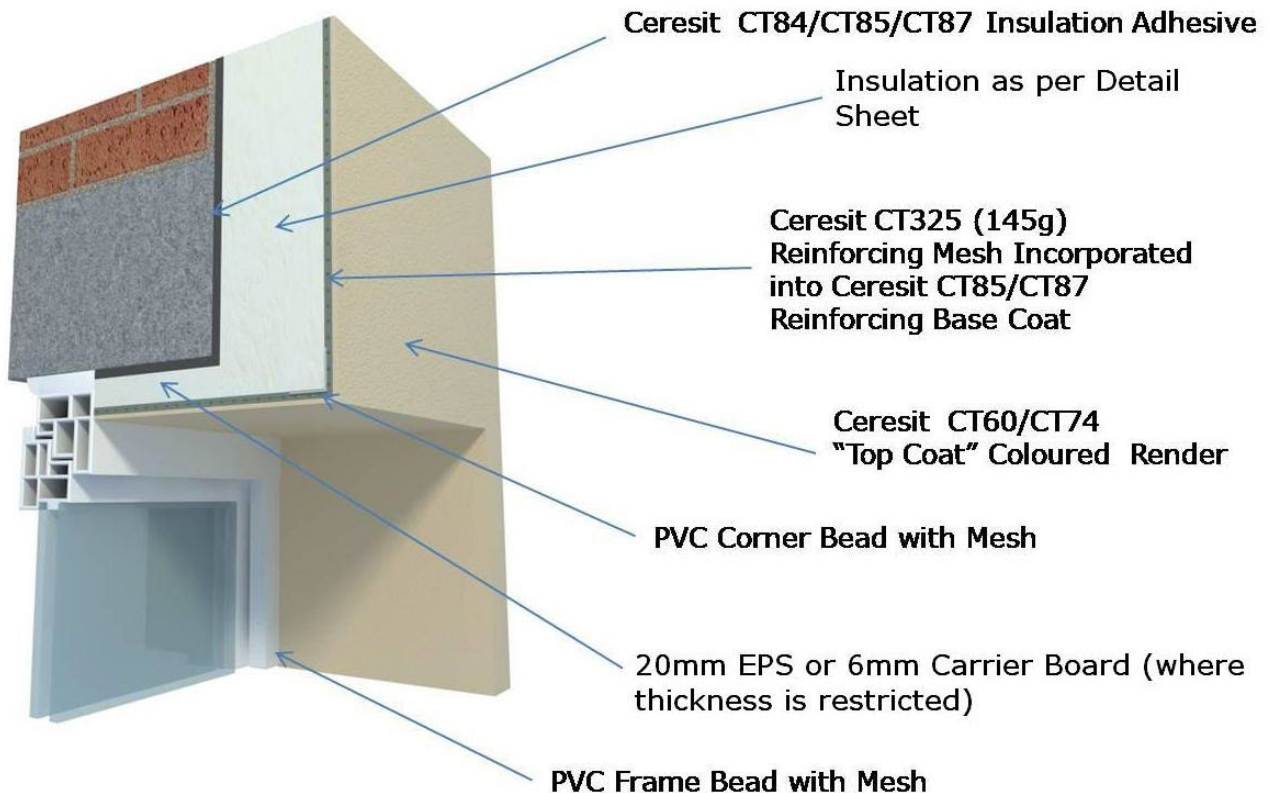 Ceresit CT84/CT85/CT87 Insulation Adhesive
Insulation as per Detail
Sheet
Ceresit CT325 (145g)
Reinforcing Mesh Incorporated
into Ceresit CT85/CT87
Reinforcing Base Coat
Ceresit CT60/CT74
“Top Coat” Coloured Render
PVC Corner Bead with Mesh
20mm EPS or 6mm Carrier Board (where
thickness is restricted)
PVC Frame Bead with Mesh